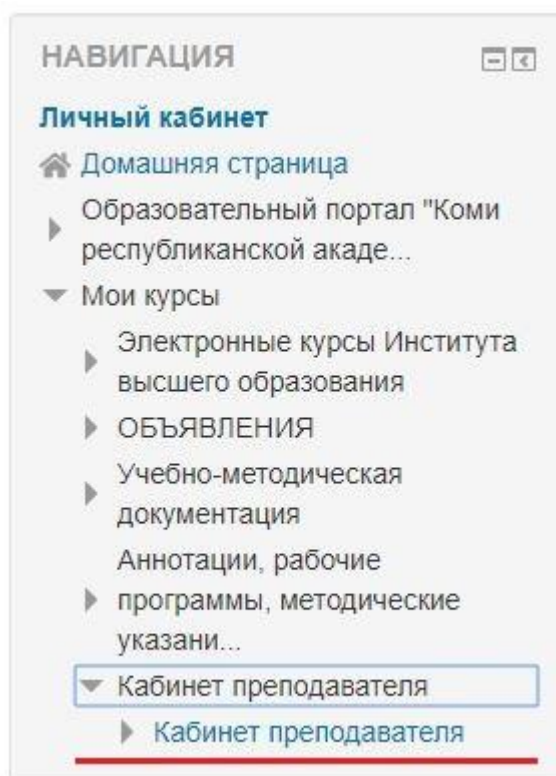 НАВИГАЦИЯ
Личный кабинет
Домашняя страница
Образовательный портал "Коми
республиканской акаде...
Мои курсы
Электронные курсы Института
высшего образования
ОБЪЯВЛЕНИЯ
Учебно-методическая
документация
Аннотации, рабочие
программы, методические
указани...
Кабинет преподавателя
Кабинет преподавателя